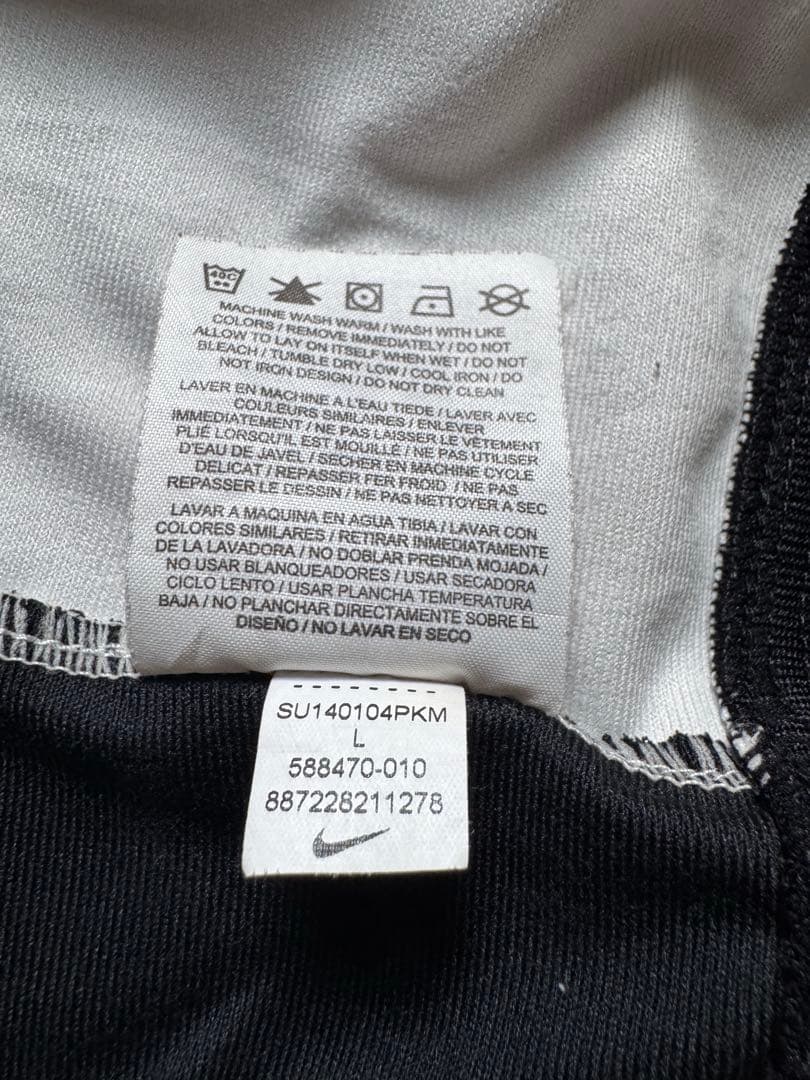 40C
MACHINE WASH WARM / WASH WITH LIKE
COLORS / REMOVE IMMEDIATELY / DO NOT
ALLOW TO LAY ON ITSELF WHEN WET / DO NOT
BLEACH / TUMBLE DRY LOW / COOL IRON / DO
NOT IRON DESIGN / DO NOT DRY CLEAN
LAVER EN MACHINE A L'EAU TIEDE / LAVER AVEC
COULEURS SIMILAIRES / ENLEVER
IMMEDIATEMENT / NE PAS LAISSER LE VÊTEMENT
PLIÉ LORSQU'IL EST MOUILLÉ / NE PAS UTILISER
D'EAU DE JAVEL / SECHER EN MACHINE CYCLE
DELICAT / REPASSER FER FROID / NE PAS
REPASSER LE DESSIN / NE PAS NETTOYER A SEC
LAVAR A MAQUINA EN AGUA TIBIA / LAVAR CON
COLORES SIMILARES / RETIRAR INMEDIATAMENTE
DE LA LAVADORA / NO DOBLAR PRENDA MOJADA /
NO USAR BLANQUEADORES / USAR SECADORA
CICLO LENTO / USAR PLANCHA TEMPERATURA
BAJA / NO PLANCHAR DIRECTAMENTE SOBRE EL
DISEÑO / NO LAVAR EN SECO
SU140104PKM
L
588470-010
887228211278